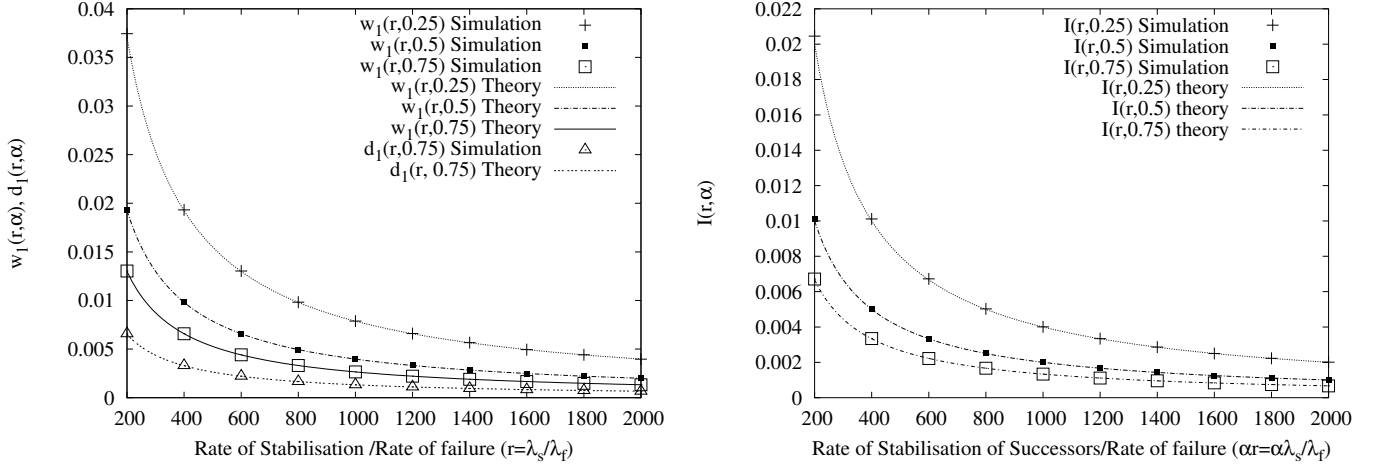 w₁(r,α), d₁(r,α)
0.04
0.035
0.03
0.025
0.02
0.015
0.01
0.005
0
w₁(r,0.25) Simulation
w₁(r,0.5) Simulation
w₁(r,0.75) Simulation
w₁(r,0.25) Theory
w₁(r,0.5) Theory
w₁(r,0.75) Theory
d₁(r,0.75) Simulation
d₁(r, 0.75) Theory
200 400 600 800 1000 1200 1400 1600 1800 2000
Rate of Stabilisation /Rate of failure (r=λₛ/λ_f)
I(r,α)
0.022
0.02
0.018
0.016
0.014
0.012
0.01
0.008
0.006
0.004
0.002
0
I(r,0.25) Simulation
I(r,0.5) Simulation
I(r,0.75) Simulation
I(r,0.25) theory
I(r,0.5) theory
I(r,0.75) theory
200 400 600 800 1000 1200 1400 1600 1800 2000
Rate of Stabilisation of Successors/Rate of failure (αr=αλₛ/λ_f)